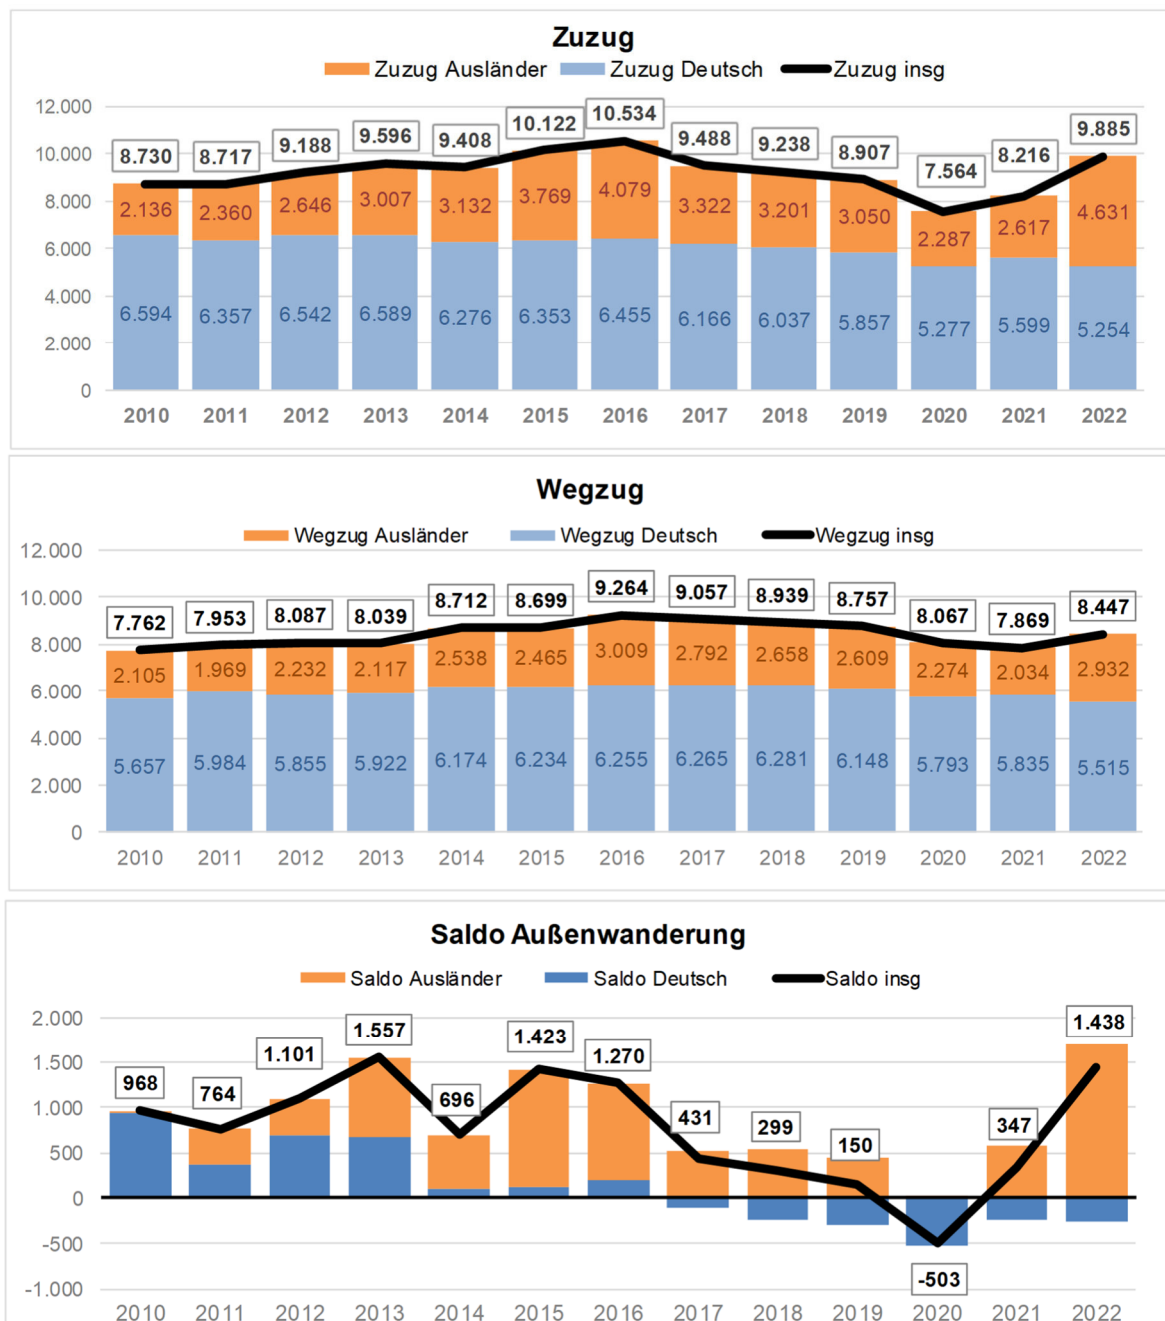 Zuzug
Zuzug Ausländer Zuzug Deutsch Zuzug insg
12.000
10.000
8.000
6.000
4.000
2.000
0
8.730 8.717 9.188 9.596 9.408 10.122 10.534 9.488 9.238 8.907 7.564 8.216 9.885
2.136 2.360 2.646 3.007 3.132 3.769 4.079 3.322 3.201 3.050 2.287 2.617 4.631
6.594 6.357 6.542 6.589 6.276 6.353 6.455 6.166 6.037 5.857 5.277 5.599 5.254
2010 2011 2012 2013 2014 2015 2016 2017 2018 2019 2020 2021 2022
Wegzug
Wegzug Ausländer Wegzug Deutsch Wegzug insg
12.000
10.000
8.000
6.000
4.000
2.000
0
7.762 7.953 8.087 8.039 8.712 8.699 9.264 9.057 8.939 8.757 8.067 7.869 8.447
2.105 1.969 2.232 2.117 2.538 2.465 3.009 2.792 2.658 2.609 2.274 2.034 2.932
5.657 5.984 5.855 5.922 6.174 6.234 6.255 6.265 6.281 6.148 5.793 5.835 5.515
2010 2011 2012 2013 2014 2015 2016 2017 2018 2019 2020 2021 2022
Saldo Außenwanderung
Saldo Ausländer Saldo Deutsch Saldo insg
2.000
1.500
1.000
500
0
-500
-1.000
968 764 1.101 1.557 696 1.423 1.270 431 299 150 -503 347 1.438
2010 2011 2012 2013 2014 2015 2016 2017 2018 2019 2020 2021 2022